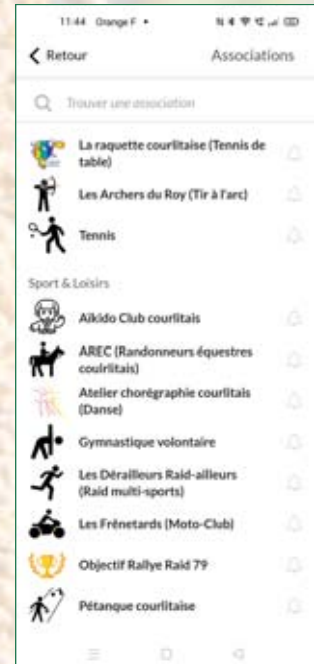 11:44 Orange F •
Retour Associations
Trouver une association
La raquette courlitaise (Tennis de
table)
Les Archers du Roy (Tir à l'arc)
Tennis
Sport & Loisirs
Aïkido Club courlitais
AREC (Randonneurs équestres
coulrlitais)
Atelier chorégraphie courlitais
(Danse)
Gymnastique volontaire
Les Dérailleurs Raid-ailleurs
(Raid multi-sports)
Les Frênetards (Moto-Club)
Objectif Rallye Raid 79
Pétanque courlitaise